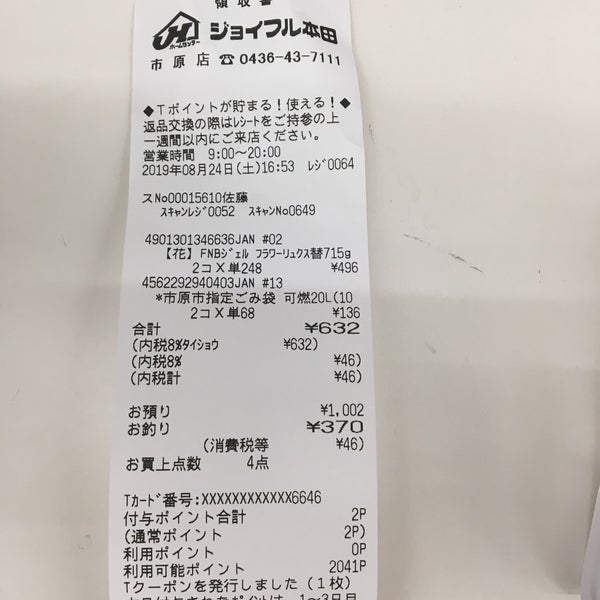 領収書
JH ジョイフル本田
ホームセンター
市原店 ☎0436-43-7111
◆Tポイントが貯まる!使える!◆
返品交換の際はレシートをご持参の上
一週間以内にご来店ください。
営業時間 9:00~20:00
2019年08月24日(土)16:53 レジ0064
スNo00015610佐藤
スキャンレジ0052 スキャンNo0649
4901301346636JAN #02
【花】FNBジェル フラワーリュクス替715g
2コX単248 ¥496
4562292940403JAN #13
*市原市指定ごみ袋 可燃20L(10
2コX単68 ¥136
合計 ¥632
(内税8%タイショウ ¥632)
(内税8% ¥46)
(内税計 ¥46)
お預り ¥1,002
お釣り ¥370
(消費税等 ¥46)
お買上点数 4点
Tカード番号:XXXXXXXXXXXX6646
付与ポイント合計 2P
(通常ポイント 2P)
利用ポイント 0P
利用可能ポイント 2041P
Tクーポンを発行しました(1枚)